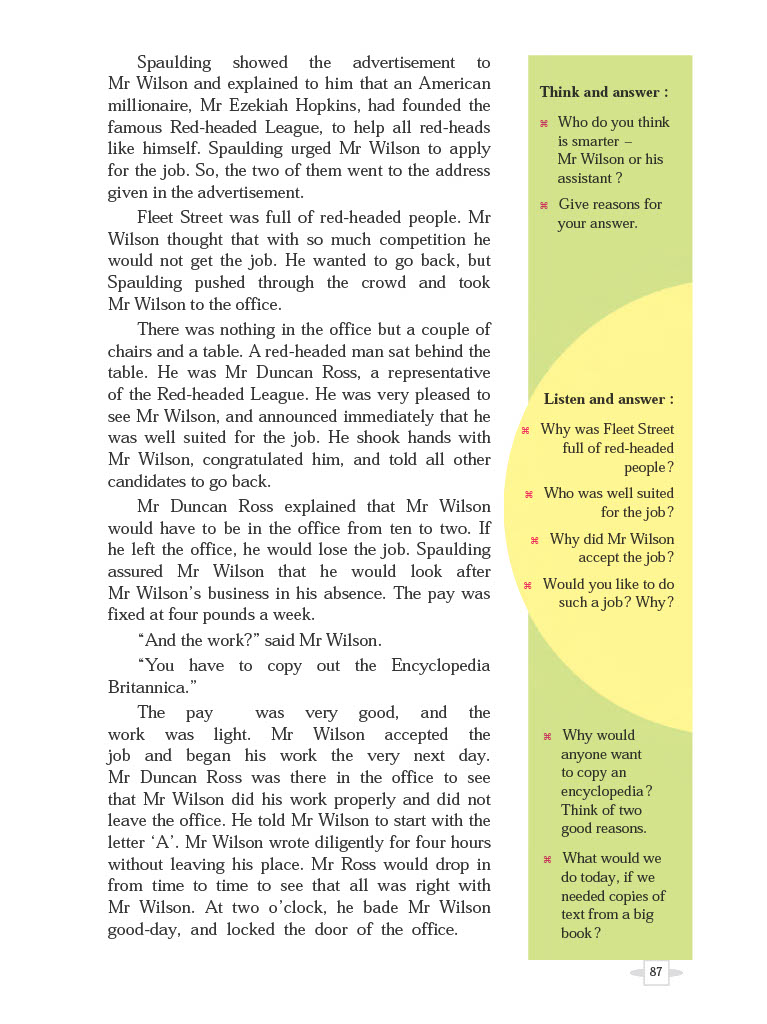 Spaulding showed the advertisement to
Mr Wilson and explained to him that an American
millionaire, Mr Ezekiah Hopkins, had founded the
famous Red-headed League, to help all red-heads
like himself. Spaulding urged Mr Wilson to apply
for the job. So, the two of them went to the address
given in the advertisement.
Fleet Street was full of red-headed people. Mr
Wilson thought that with so much competition he
would not get the job. He wanted to go back, but
Spaulding pushed through the crowd and took
Mr Wilson to the office.
There was nothing in the office but a couple of
chairs and a table. A red-headed man sat behind the
table. He was Mr Duncan Ross, a representative
of the Red-headed League. He was very pleased to
see Mr Wilson, and announced immediately that he
was well suited for the job. He shook hands with
Mr Wilson, congratulated him, and told all other
candidates to go back.
Mr Duncan Ross explained that Mr Wilson
would have to be in the office from ten to two. If
he left the office, he would lose the job. Spaulding
assured Mr Wilson that he would look after
Mr Wilson's business in his absence. The pay was
fixed at four pounds a week.
“And the work?” said Mr Wilson.
“You have to copy out the Encyclopedia
Britannica.”
The pay was very good, and the
work was light. Mr Wilson accepted the
job and began his work the very next day.
Mr Duncan Ross was there in the office to see
that Mr Wilson did his work properly and did not
leave the office. He told Mr Wilson to start with the
letter ‘A’. Mr Wilson wrote diligently for four hours
without leaving his place. Mr Ross would drop in
from time to time to see that all was right with
Mr Wilson. At two o’clock, he bade Mr Wilson
good-day, and locked the door of the office.
Think and answer :
⌘ Who do you think
is smarter –
Mr Wilson or his
assistant ?
⌘ Give reasons for
your answer.
Listen and answer :
⌘ Why was Fleet Street
full of red-headed
people?
⌘ Who was well suited
for the job?
⌘ Why did Mr Wilson
accept the job?
⌘ Would you like to do
such a job? Why?
⌘ Why would
anyone want
to copy an
encyclopedia?
Think of two
good reasons.
⌘ What would we
do today, if we
needed copies of
text from a big
book?
87